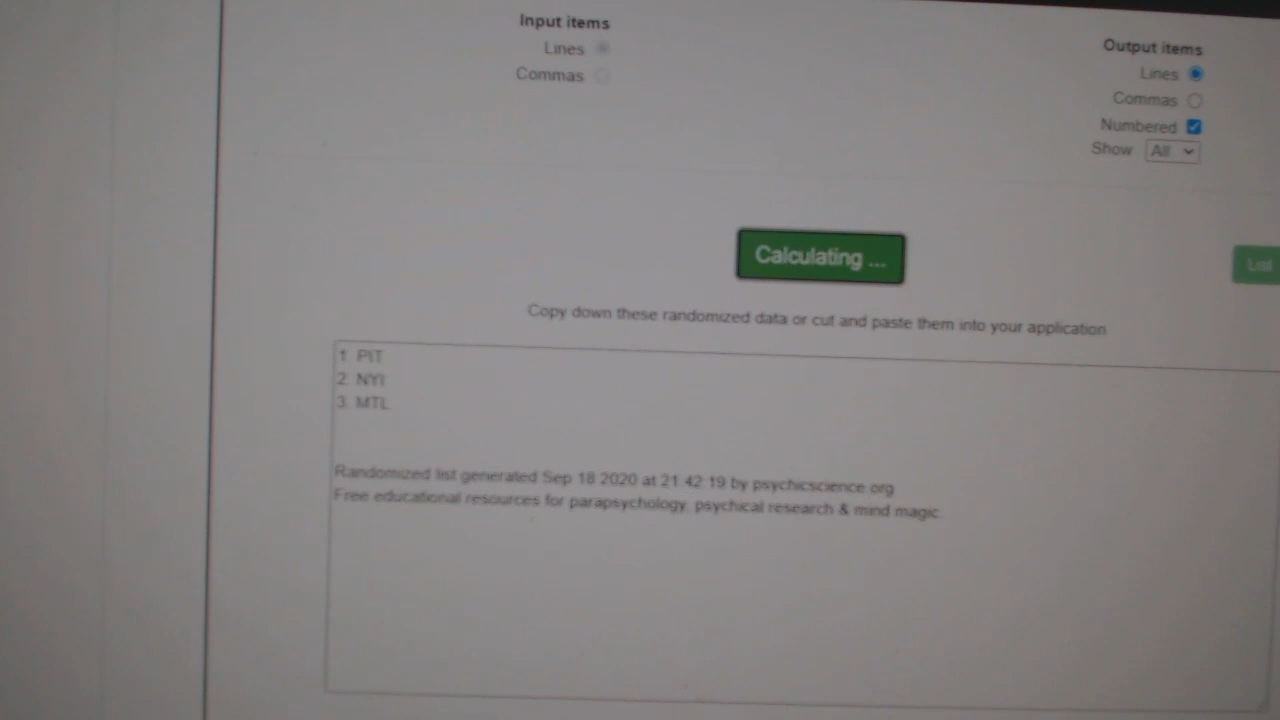 Input items
Lines
Commas
Output items
Lines
Commas
Numbered
Show All
Calculating ...
List
Copy down these randomized data or cut and paste them into your application
1. PIT
2. NYI
3. MTL
Randomized list generated Sep 18 2020 at 21:42:19 by psychicscience.org
Free educational resources for parapsychology, psychical research & mind magic.